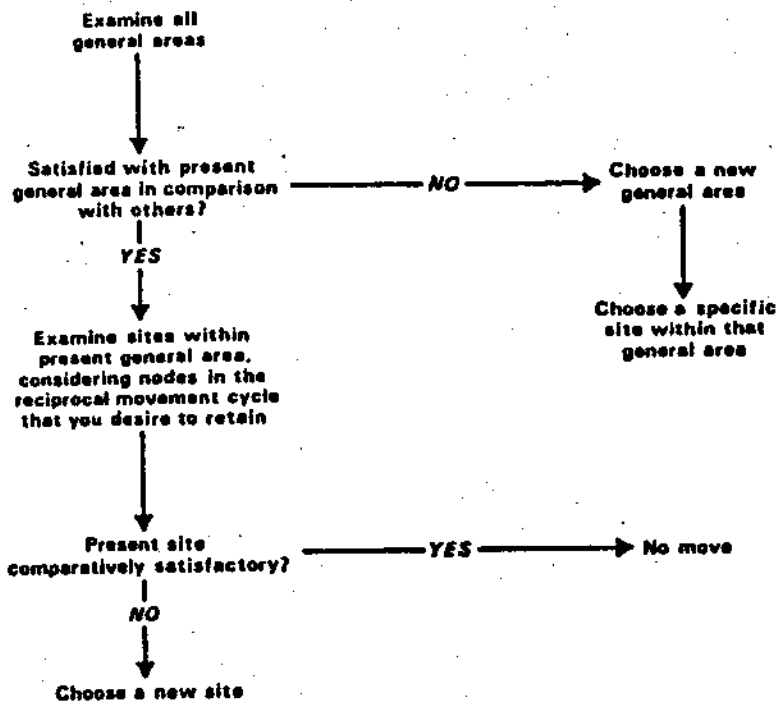 Examine all
general areas
Satisfied with present
general area in comparison
with others?
NO
Choose a new
general area
YES
Choose a specific
site within that
general area
Examine sites within
present general area,
considering nodes in the
reciprocal movement cycle
that you desire to retain
Present site
comparatively satisfactory?
YES
No move
NO
Choose a new site